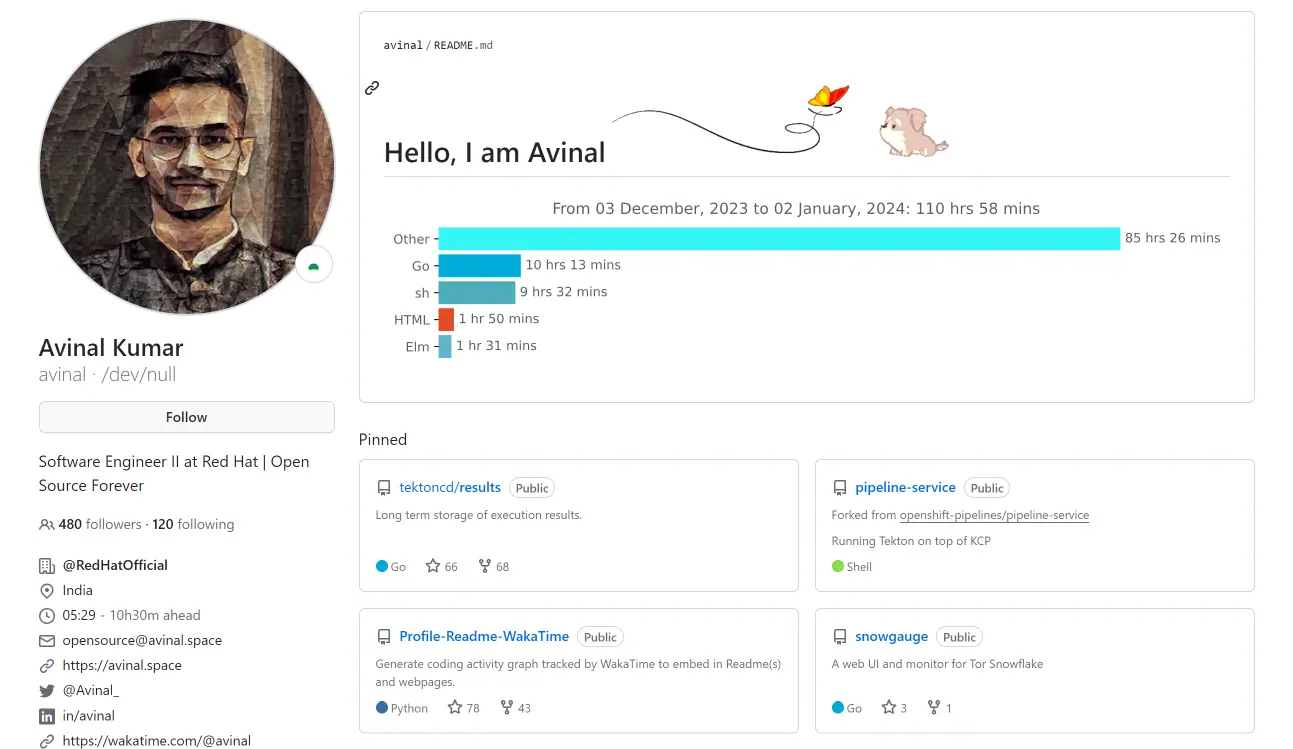 Avinal Kumar
avinal · /dev/null
Follow
Software Engineer II at Red Hat | Open
Source Forever
480 followers · 120 following
@RedHatOfficial
India
05:29 - 10h30m ahead
opensource@avinal.space
https://avinal.space
@Avinal_
in/avinal
https://wakatime.com/@avinal
avinal/README.md
Hello, I am Avinal
From 03 December, 2023 to 02 January, 2024: 110 hrs 58 mins
Other 85 hrs 26 mins
Go 10 hrs 13 mins
sh 9 hrs 32 mins
HTML 1 hr 50 mins
Elm 1 hr 31 mins
Pinned
tektoncd/results Public
Long term storage of execution results.
Go 66 68
pipeline-service Public
Forked from openshift-pipelines/pipeline-service
Running Tekton on top of KCP
Shell
Profile-Readme-WakaTime Public
Generate coding activity graph tracked by WakaTime to embed in Readme(s)
and webpages.
Python 78 43
snowgauge Public
A web UI and monitor for Tor Snowflake
Go 3 1